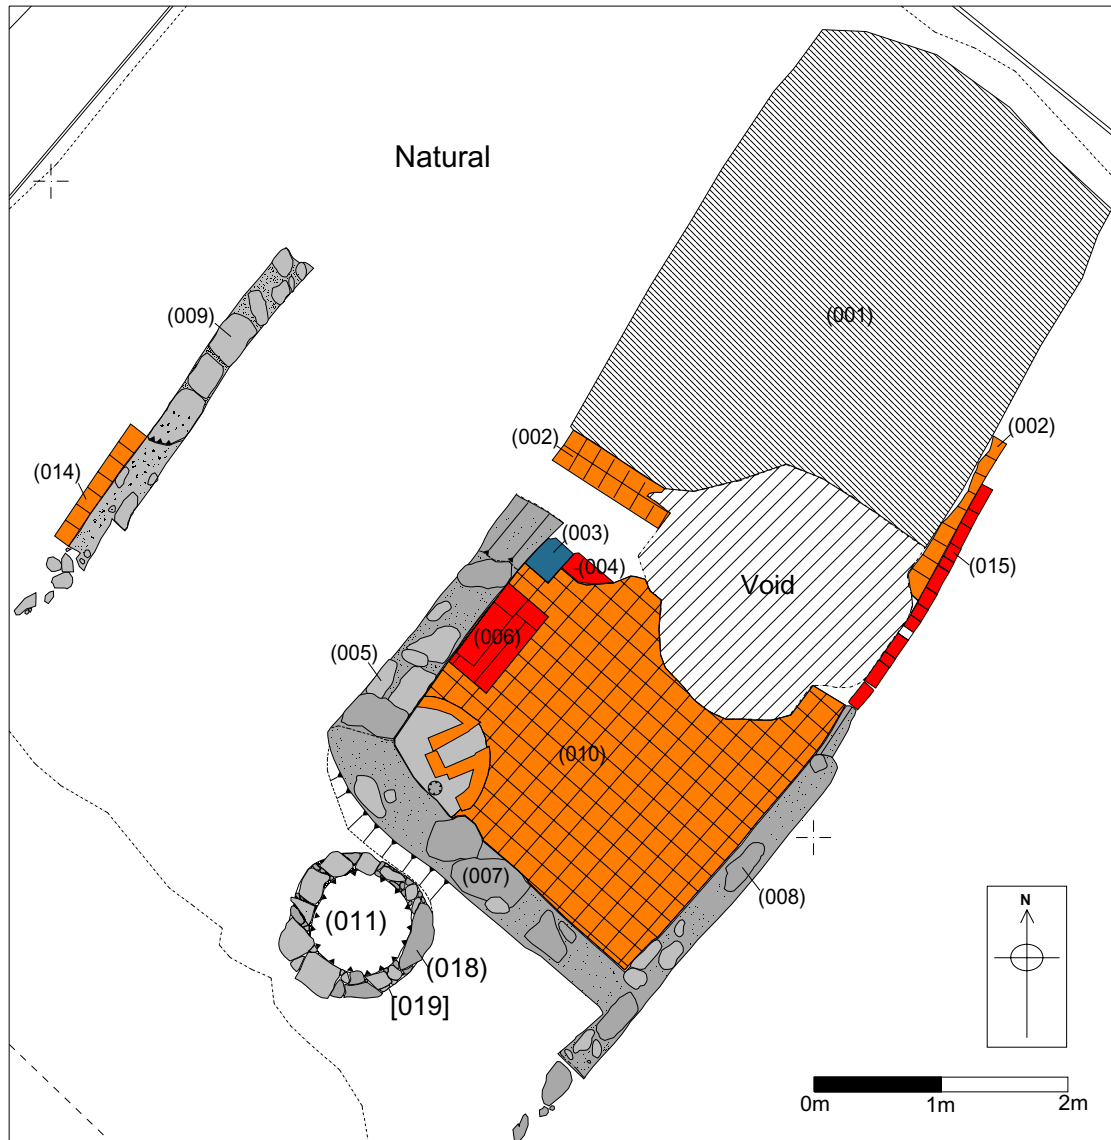 Natural
(001)
(009)
(002)
(002)
(014)
(003)
(004)
(015)
Void
(006)
(005)
(010)
(007)
(008)
(011)
(018)
[019]
N
0m
1m
2m